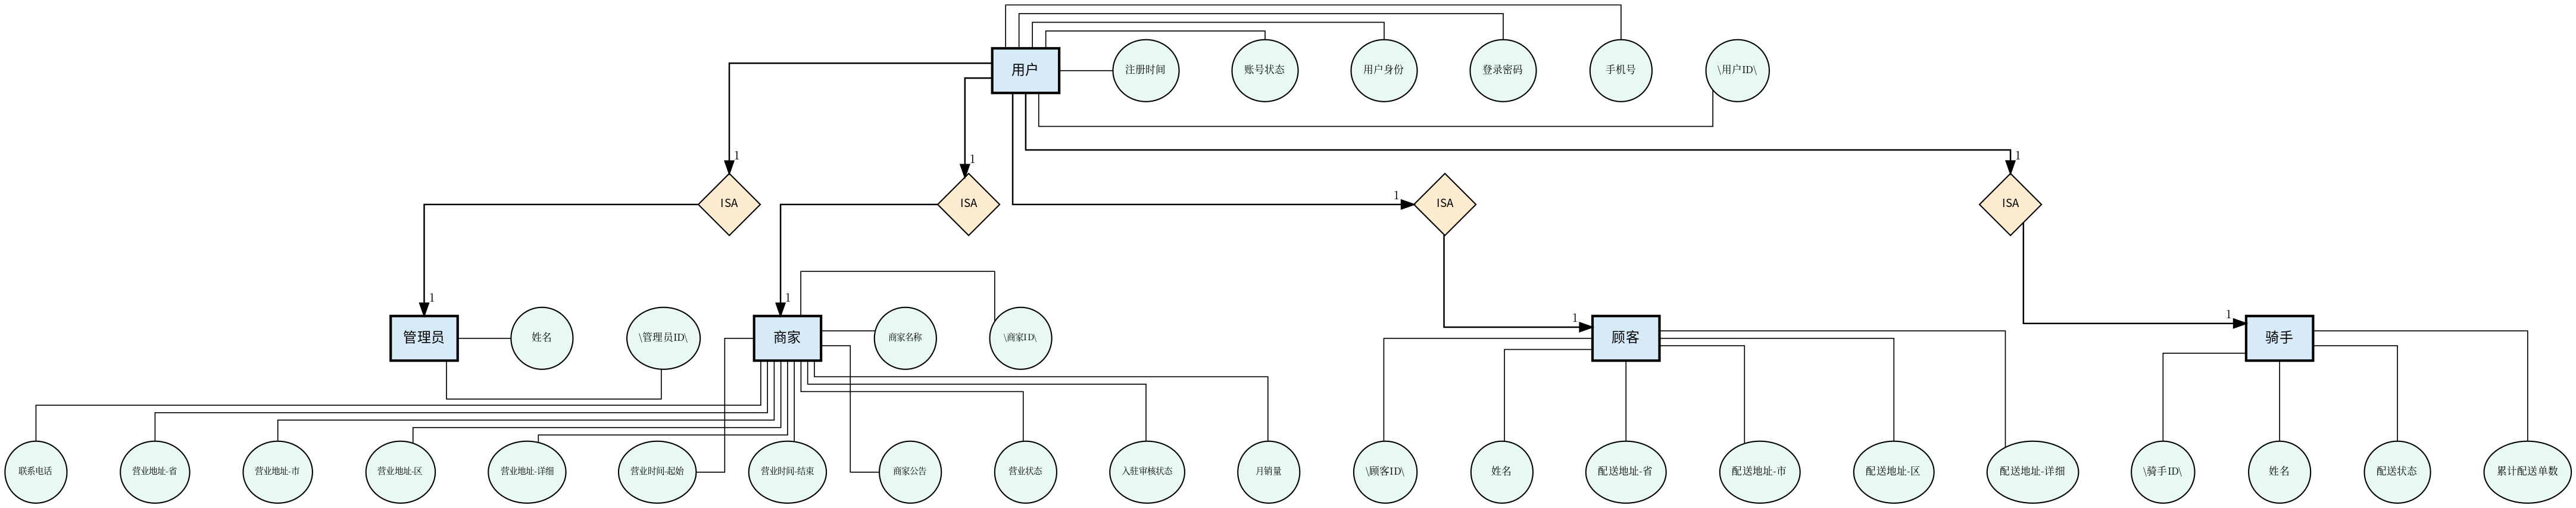 用户
注册时间
账号状态
用户身份
登录密码
手机号
\用户ID\
1
1
1
1
ISA
ISA
ISA
ISA
1
1
1
1
管理员
姓名
\管理员ID\
商家
商家名称
\商家ID\
顾客
骑手
联系电话
营业地址-省
营业地址-市
营业地址-区
营业地址-详细
营业时间-起始
营业时间-结束
商家公告
营业状态
入驻审核状态
月销量
\顾客ID\
姓名
配送地址-省
配送地址-市
配送地址-区
配送地址-详细
\骑手ID\
姓名
配送状态
累计配送单数